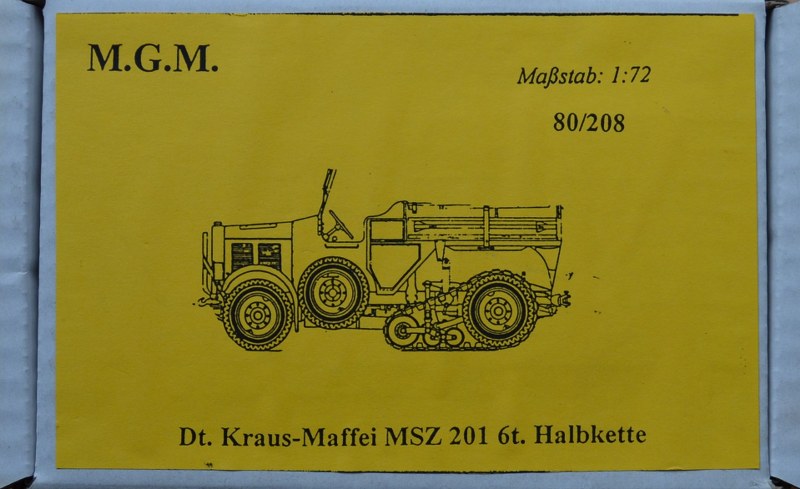 M.G.M.
Maßstab: 1:72
80/208
Dt. Kraus-Maffei MSZ 201 6t. Halbkette